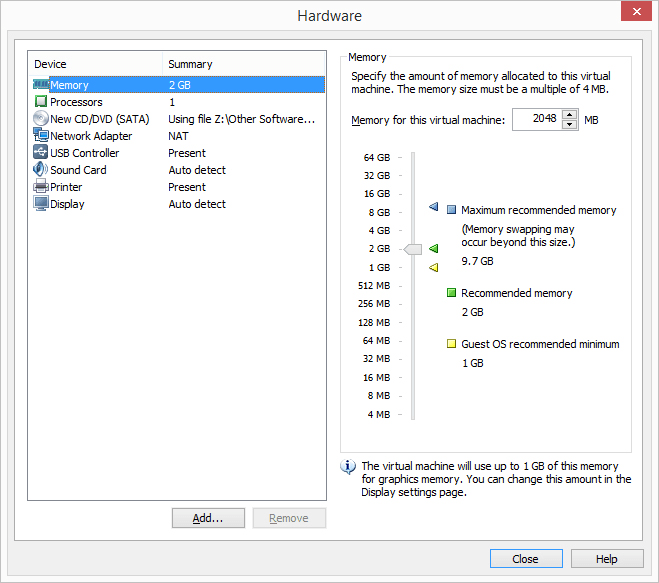 Hardware
Device Summary
Memory 2 GB
Processors 1
New CD/DVD (SATA) Using file Z:\Other Software...
Network Adapter NAT
USB Controller Present
Sound Card Auto detect
Printer Present
Display Auto detect
Add...
Remove
Memory
Specify the amount of memory allocated to this virtual
machine. The memory size must be a multiple of 4 MB.
Memory for this virtual machine: 2048 MB
64 GB
32 GB
16 GB
8 GB
4 GB
2 GB
1 GB
512 MB
256 MB
128 MB
64 MB
32 MB
16 MB
8 MB
4 MB
Maximum recommended memory
(Memory swapping may
occur beyond this size.)
9.7 GB
Recommended memory
2 GB
Guest OS recommended minimum
1 GB
The virtual machine will use up to 1 GB of this memory
for graphics memory. You can change this amount in the
Display settings page.
Close
Help